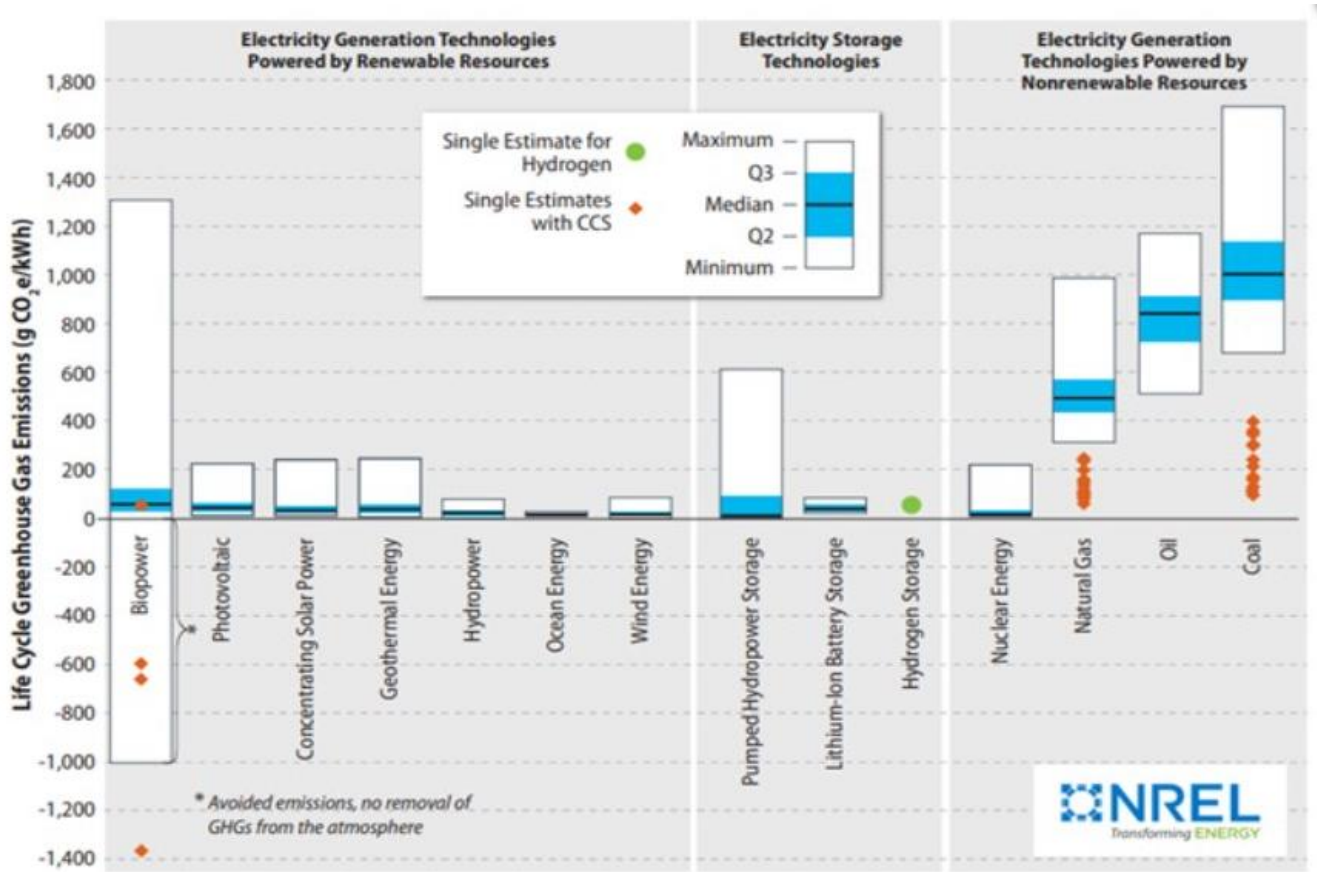 Electricity Generation Technologies
Powered by Renewable Resources
Electricity Storage
Technologies
Electricity Generation
Technologies Powered by
Nonrenewable Resources
Life Cycle Greenhouse Gas Emissions (g CO₂e/kWh)
1,800
1,600
1,400
1,200
1,000
800
600
400
200
0
-200
-400
-600
-800
-1,000
-1,200
-1,400
Single Estimate for
Hydrogen
Single Estimates
with CCS
Maximum
Q3
Median
Q2
Minimum
Biopower
*
Photovoltaic
Concentrating Solar Power
Geothermal Energy
Hydropower
Ocean Energy
Wind Energy
Pumped Hydropower Storage
Lithium-Ion Battery Storage
Hydrogen Storage
Nuclear Energy
Natural Gas
Oil
Coal
* Avoided emissions, no removal of
GHGs from the atmosphere
NREL
Transforming ENERGY